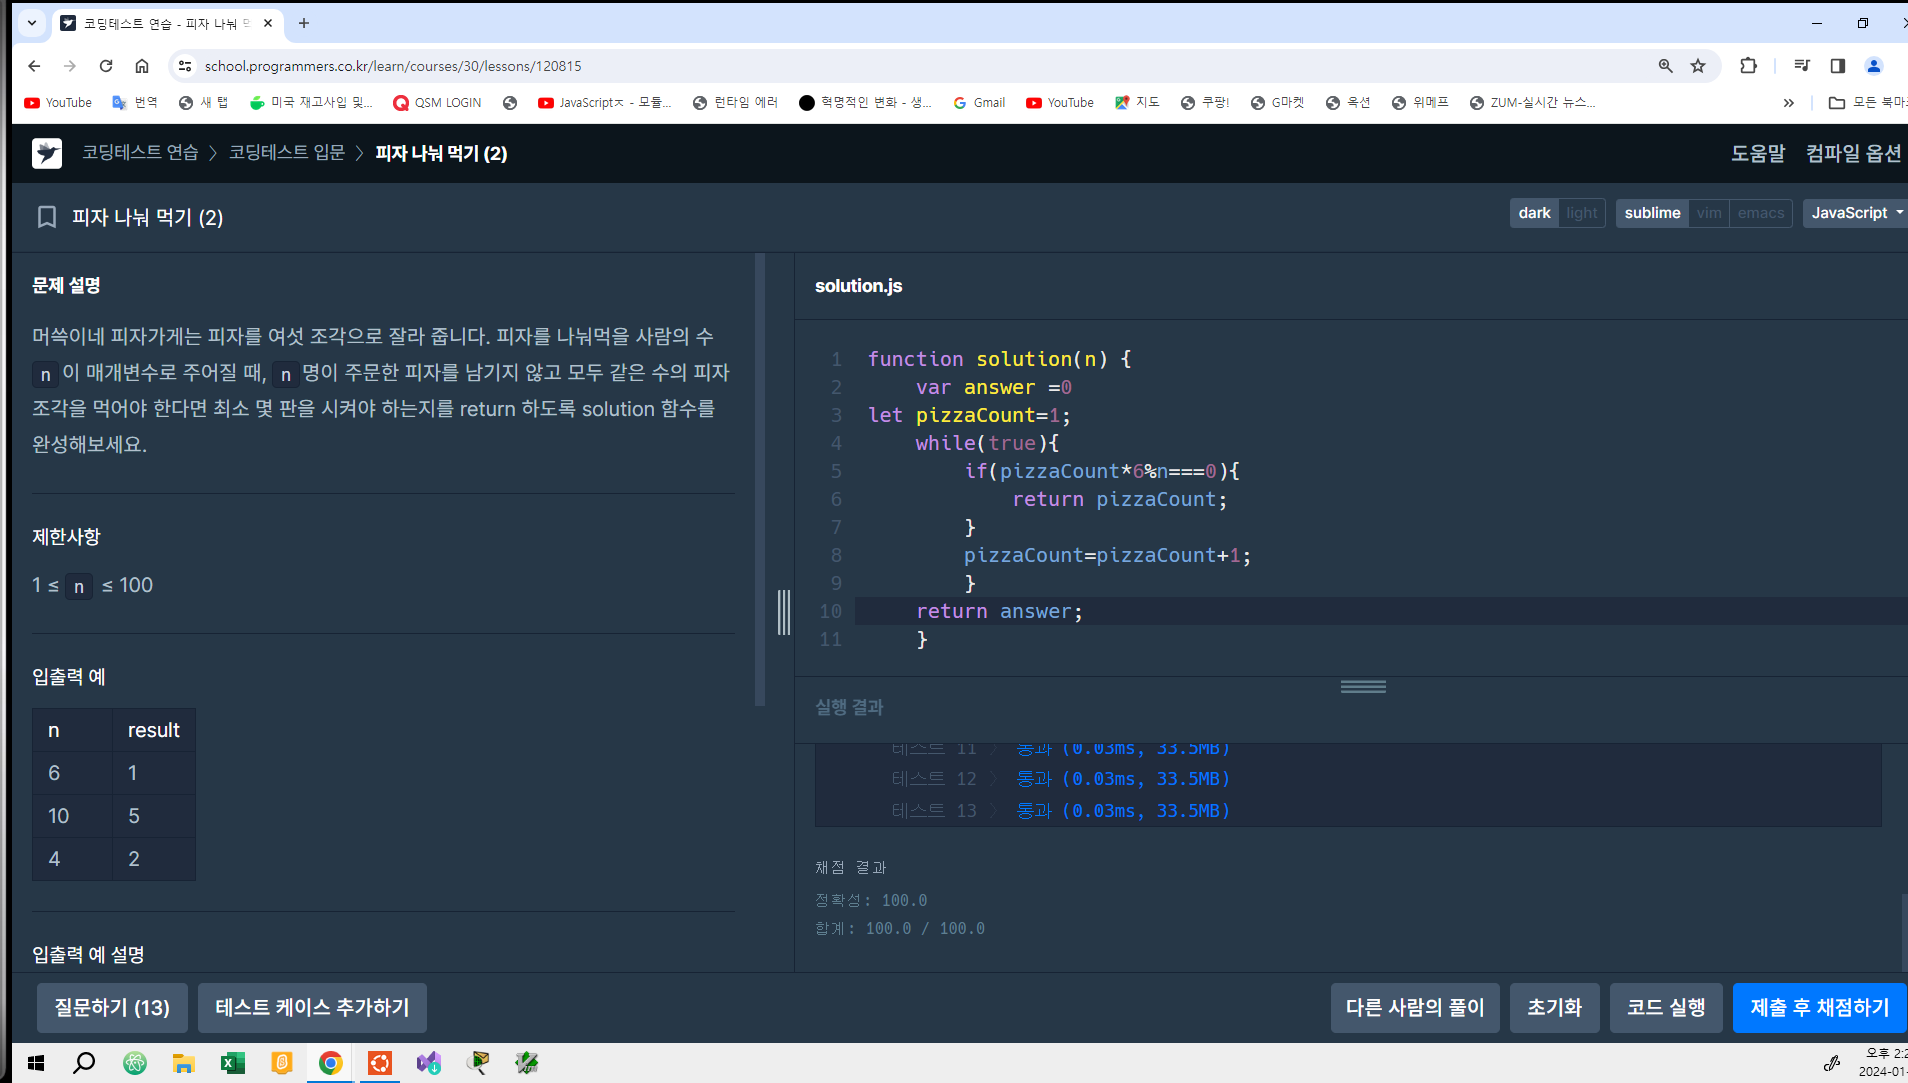 코딩테스트 연습 - 피자 나눠 먹
school.programmers.co.kr/learn/courses/30/lessons/120815
YouTube 번역 새 탭 미국 재고사입 및... QSM LOGIN JavaScriptㅈ - 모듈... 런타임 에러 혁명적인 변화 - 생... Gmail YouTube 지도 쿠팡! G마켓 옥션 위메프 ZUM-실시간 뉴스... » 모든 북마크
코딩테스트 연습 > 코딩테스트 입문 > 피자 나눠 먹기 (2) 도움말 컴파일 옵션
피자 나눠 먹기 (2) dark light sublime vim emacs JavaScript
문제 설명
머쓱이네 피자가게는 피자를 여섯 조각으로 잘라 줍니다. 피자를 나눠먹을 사람의 수
n 이 매개변수로 주어질 때, n 명이 주문한 피자를 남기지 않고 모두 같은 수의 피자
조각을 먹어야 한다면 최소 몇 판을 시켜야 하는지를 return 하도록 solution 함수를
완성해보세요.
제한사항
1 ≤ n ≤ 100
입출력 예
n result
6 1
10 5
4 2
입출력 예 설명
solution.js
1 function solution(n) {
2 var answer =0
3 let pizzaCount=1;
4 while(true){
5 if(pizzaCount*6%n===0){
6 return pizzaCount;
7 }
8 pizzaCount=pizzaCount+1;
9 }
10 return answer;
11 }
실행 결과
테스트 11 > 통과 (0.03ms, 33.5MB)
테스트 12 > 통과 (0.03ms, 33.5MB)
테스트 13 > 통과 (0.03ms, 33.5MB)
채점 결과
정확성: 100.0
합계: 100.0 / 100.0
질문하기 (13) 테스트 케이스 추가하기 다른 사람의 풀이 초기화 코드 실행 제출 후 채점하기
오후 2:2
2024-01-